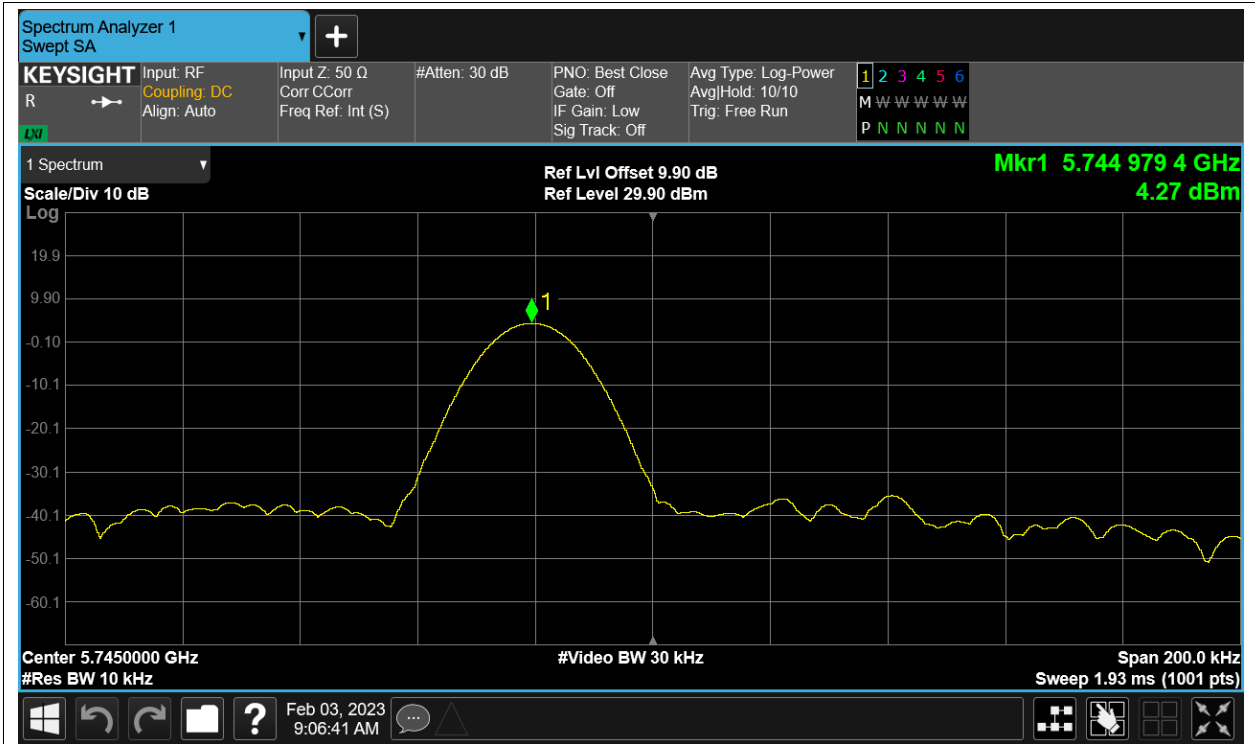 Spectrum Analyzer 1
Swept SA
KEYSIGHT
R
LXI
Input: RF
Coupling: DC
Align: Auto
Input Z: 50 Ω
Corr CCorr
Freq Ref: Int (S)
#Atten: 30 dB
PNO: Best Close
Gate: Off
IF Gain: Low
Sig Track: Off
Avg Type: Log-Power
Avg|Hold: 10/10
Trig: Free Run
1 2 3 4 5 6
M W W W W W
P N N N N N
1 Spectrum
Scale/Div 10 dB
Log
Ref Lvl Offset 9.90 dB
Ref Level 29.90 dBm
Mkr1 5.744 979 4 GHz
4.27 dBm
19.9
9.90
1
-0.10
-10.1
-20.1
-30.1
-40.1
-50.1
-60.1
Center 5.7450000 GHz
#Video BW 30 kHz
Span 200.0 kHz
#Res BW 10 kHz
Sweep 1.93 ms (1001 pts)
?
Feb 03, 2023
9:06:41 AM